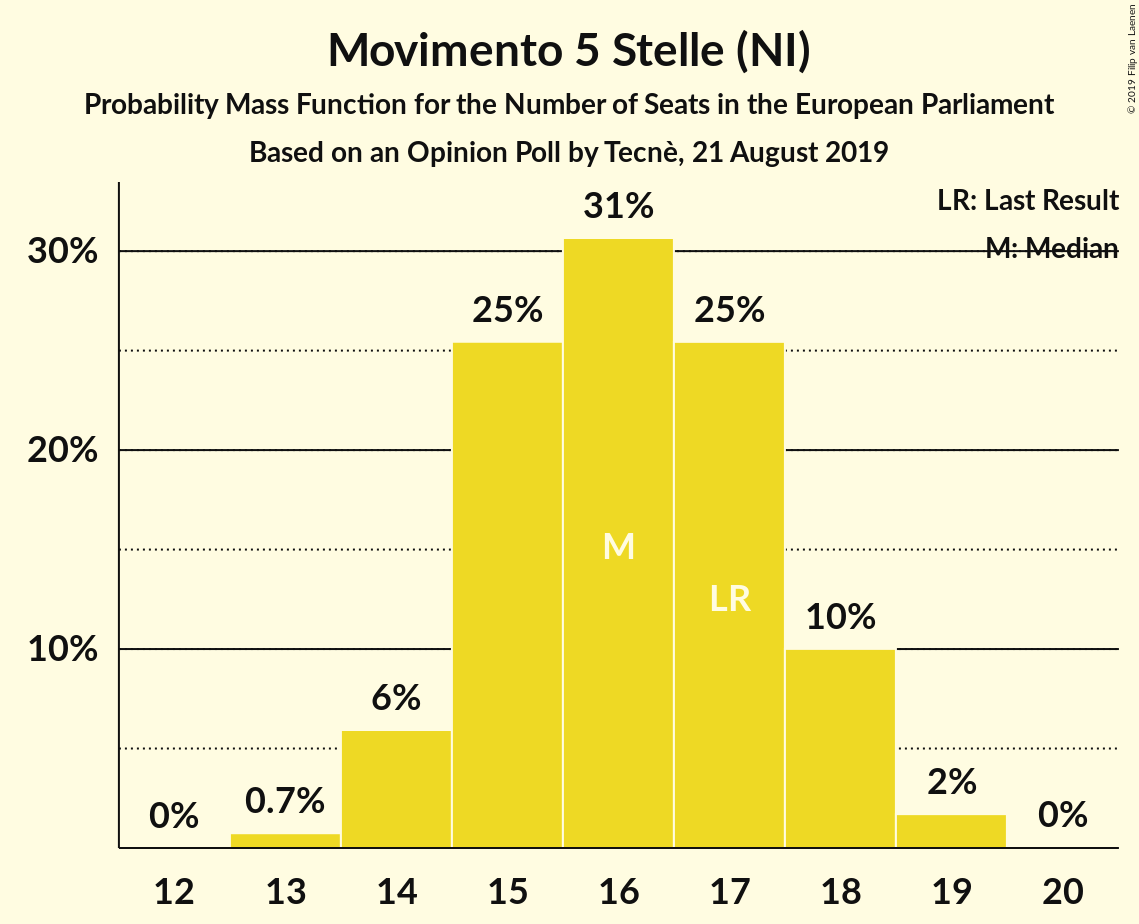 Movimento 5 Stelle (NI)
Probability Mass Function for the Number of Seats in the European Parliament
Based on an Opinion Poll by Tecnè, 21 August 2019
© 2019 Filip van Laenen
LR: Last Result
M: Median
30%
20%
10%
0%
0.7%
6%
25%
31%
25%
10%
2%
0%
M
LR
12
13
14
15
16
17
18
19
20